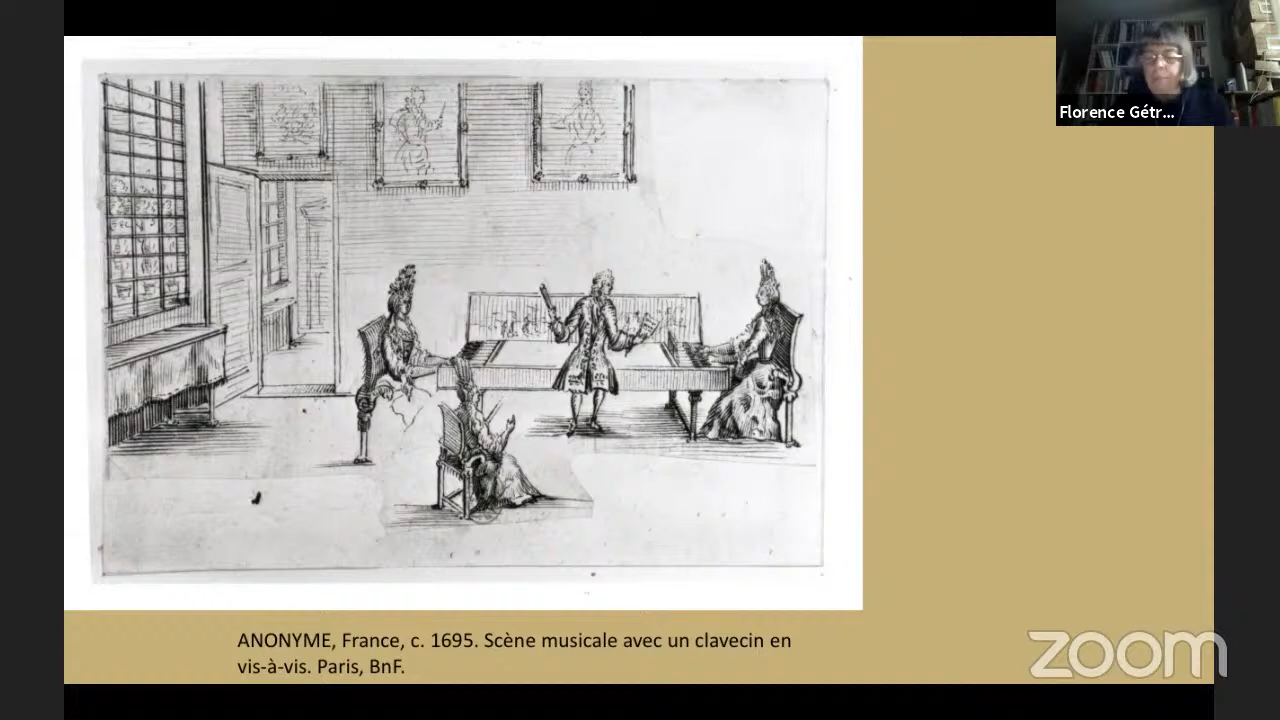 Florence Gétr...
ANONYME, France, c. 1695. Scène musicale avec un clavecin en
vis-à-vis. Paris, BnF.
zoom